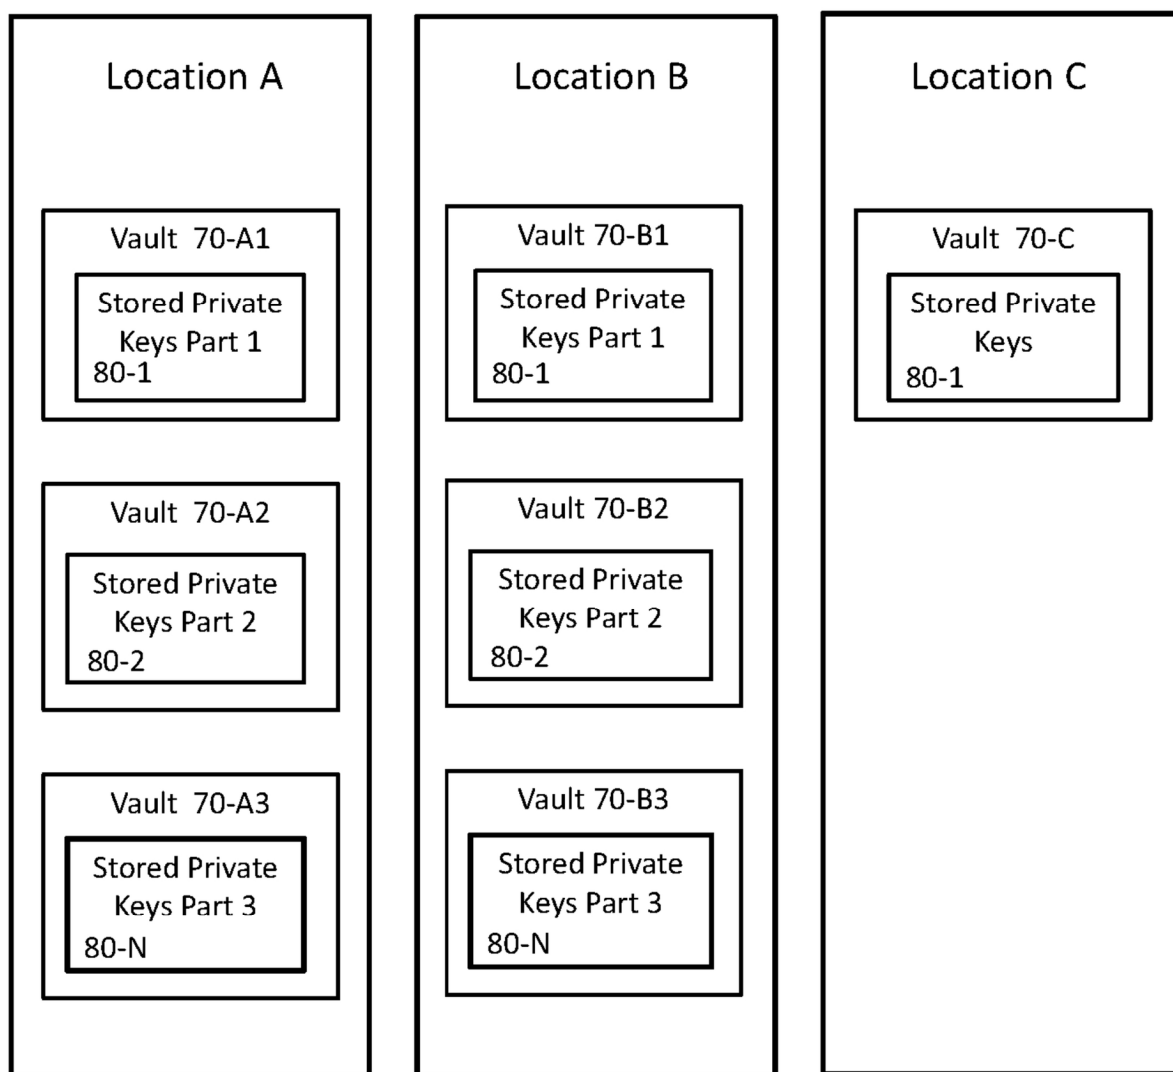 Location A
Vault 70-A1
Stored Private
Keys Part 1
80-1
Vault 70-A2
Stored Private
Keys Part 2
80-2
Vault 70-A3
Stored Private
Keys Part 3
80-N
Location B
Vault 70-B1
Stored Private
Keys Part 1
80-1
Vault 70-B2
Stored Private
Keys Part 2
80-2
Vault 70-B3
Stored Private
Keys Part 3
80-N
Location C
Vault 70-C
Stored Private
Keys
80-1